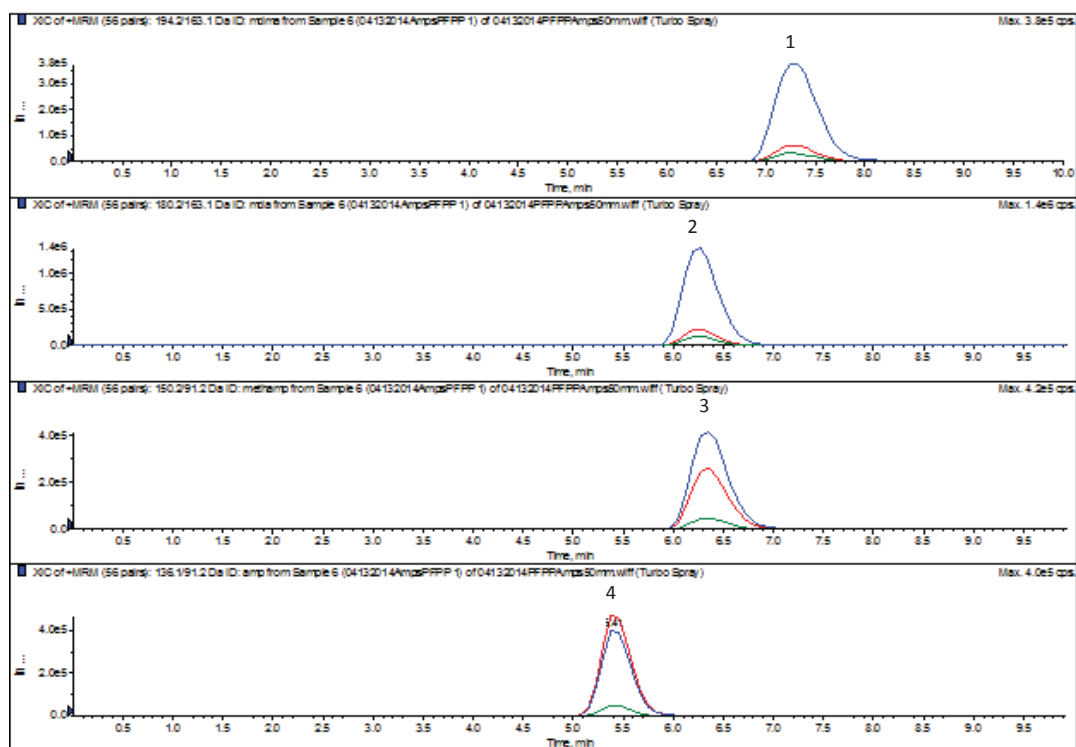 XIC of +MRM (56 pairs): 194.2/163.1 Da ID: mdma from Sample 6 (04132014AmpsPFPP 1) of 04132014PFPPAmps50mm.wiff (Turbo Spray) Max. 3.8e5 cps.
1
3.8e5
3.0e5
2.0e5
1.0e5
0.0
In ...
0.5 1.0 1.5 2.0 2.5 3.0 3.5 4.0 4.5 5.0 5.5 6.0 6.5 7.0 7.5 8.0 8.5 9.0 9.5 10.0
Time, min
XIC of +MRM (56 pairs): 180.2/163.1 Da ID: mda from Sample 6 (04132014AmpsPFPP 1) of 04132014PFPPAmps50mm.wiff (Turbo Spray) Max. 1.4e6 cps.
2
1.4e6
1.0e6
5.0e5
0.0
In ...
0.5 1.0 1.5 2.0 2.5 3.0 3.5 4.0 4.5 5.0 5.5 6.0 6.5 7.0 7.5 8.0 8.5 9.0 9.5
Time, min
XIC of +MRM (56 pairs): 150.2/91.2 Da ID: methamp from Sample 6 (04132014AmpsPFPP 1) of 04132014PFPPAmps50mm.wiff (Turbo Spray) Max. 4.2e5 cps.
3
4.0e5
2.0e5
0.0
In ...
0.5 1.0 1.5 2.0 2.5 3.0 3.5 4.0 4.5 5.0 5.5 6.0 6.5 7.0 7.5 8.0 8.5 9.0 9.5
Time, min
XIC of +MRM (56 pairs): 136.1/91.2 Da ID: amp from Sample 6 (04132014AmpsPFPP 1) of 04132014PFPPAmps50mm.wiff (Turbo Spray) Max. 4.0e5 cps.
4
4.0e5
2.0e5
0.0
In ...
0.5 1.0 1.5 2.0 2.5 3.0 3.5 4.0 4.5 5.0 5.5 6.0 6.5 7.0 7.5 8.0 8.5 9.0 9.5
Time, min